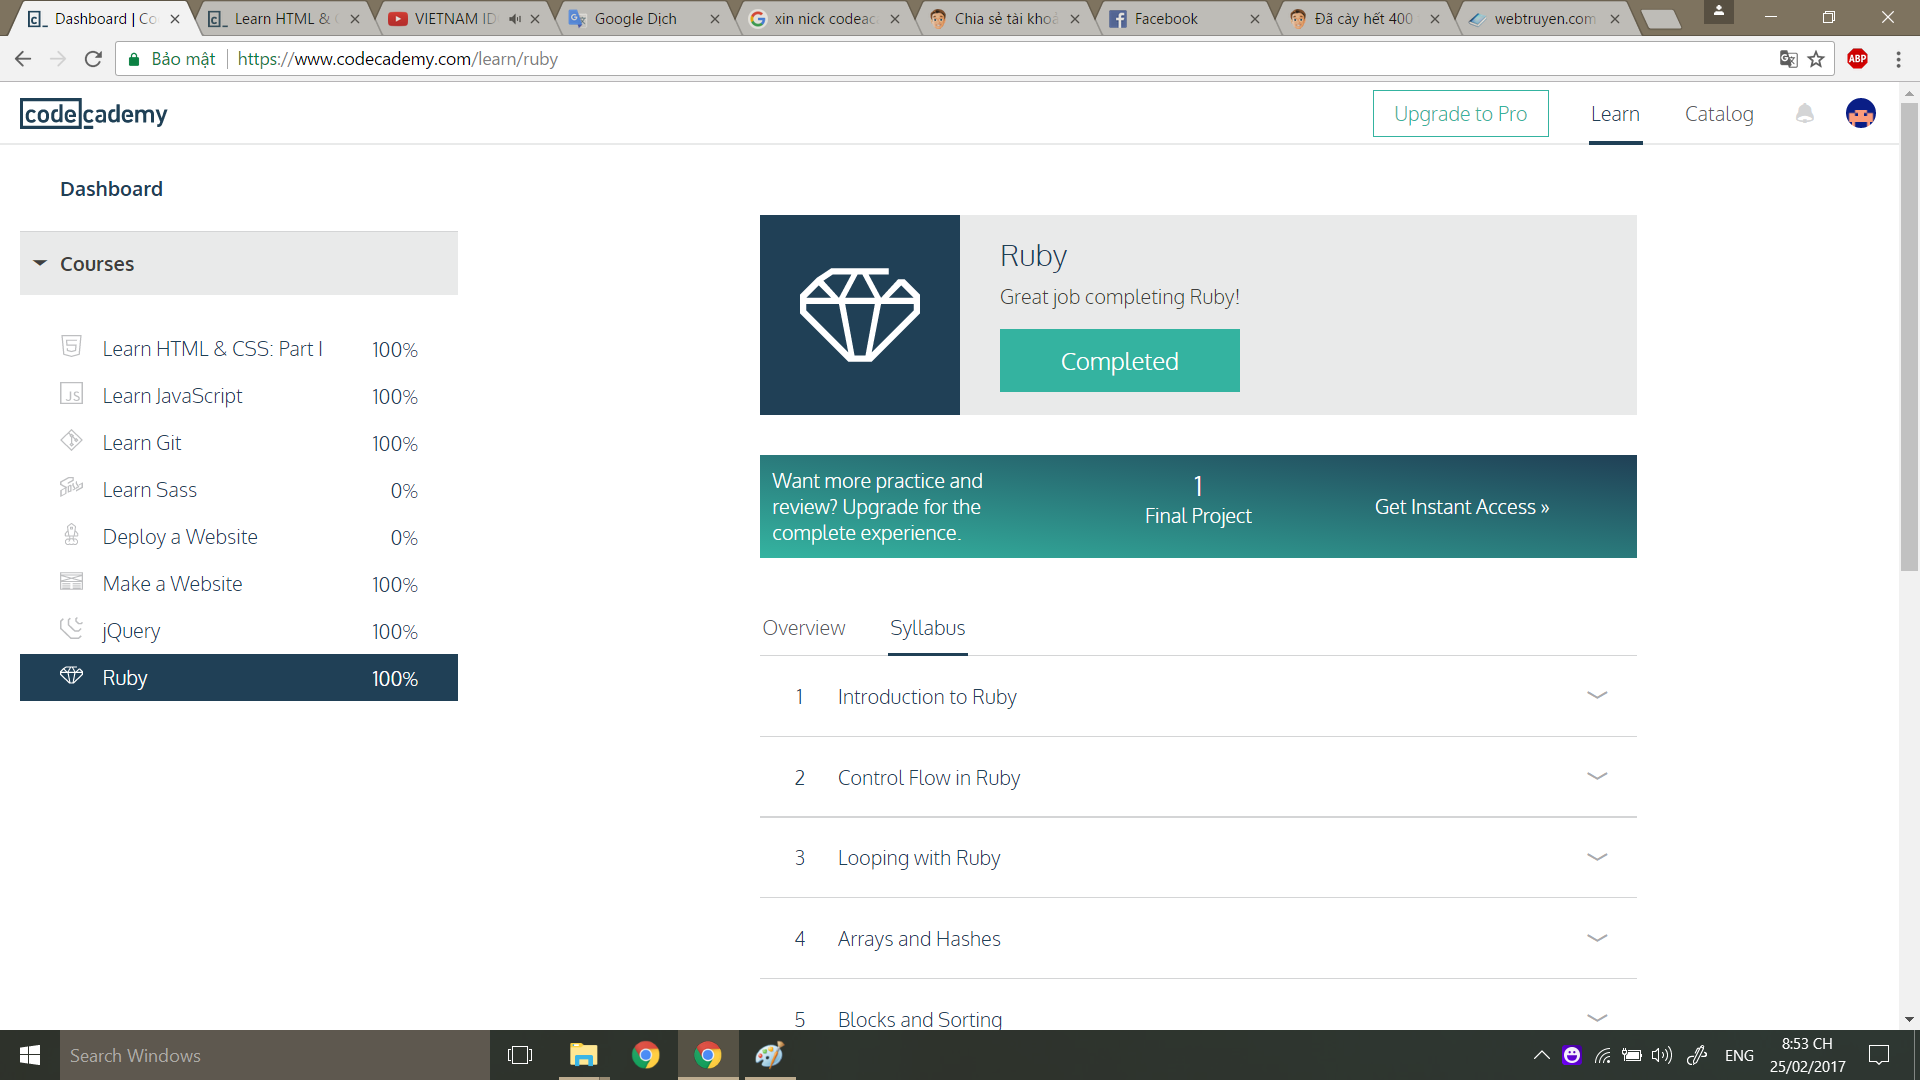 Dashboard | Co
Learn HTML &
VIETNAM ID
Google Dịch
xin nick codeac
Chia sẻ tài kho
Facebook
Đã cày hết 400
webtruyen.com
Bảo mật
https://www.codecademy.com/learn/ruby
ABP
codecademy
Upgrade to Pro
Learn
Catalog
Dashboard
Courses
Learn HTML & CSS: Part I 100%
JS Learn JavaScript 100%
Learn Git 100%
Learn Sass 0%
Deploy a Website 0%
Make a Website 100%
jQuery 100%
Ruby 100%
Ruby
Great job completing Ruby!
Completed
Want more practice and
review? Upgrade for the
complete experience.
1
Final Project
Get Instant Access »
Overview
Syllabus
1 Introduction to Ruby
2 Control Flow in Ruby
3 Looping with Ruby
4 Arrays and Hashes
5 Blocks and Sorting
Search Windows
ENG
8:53 CH
25/02/2017